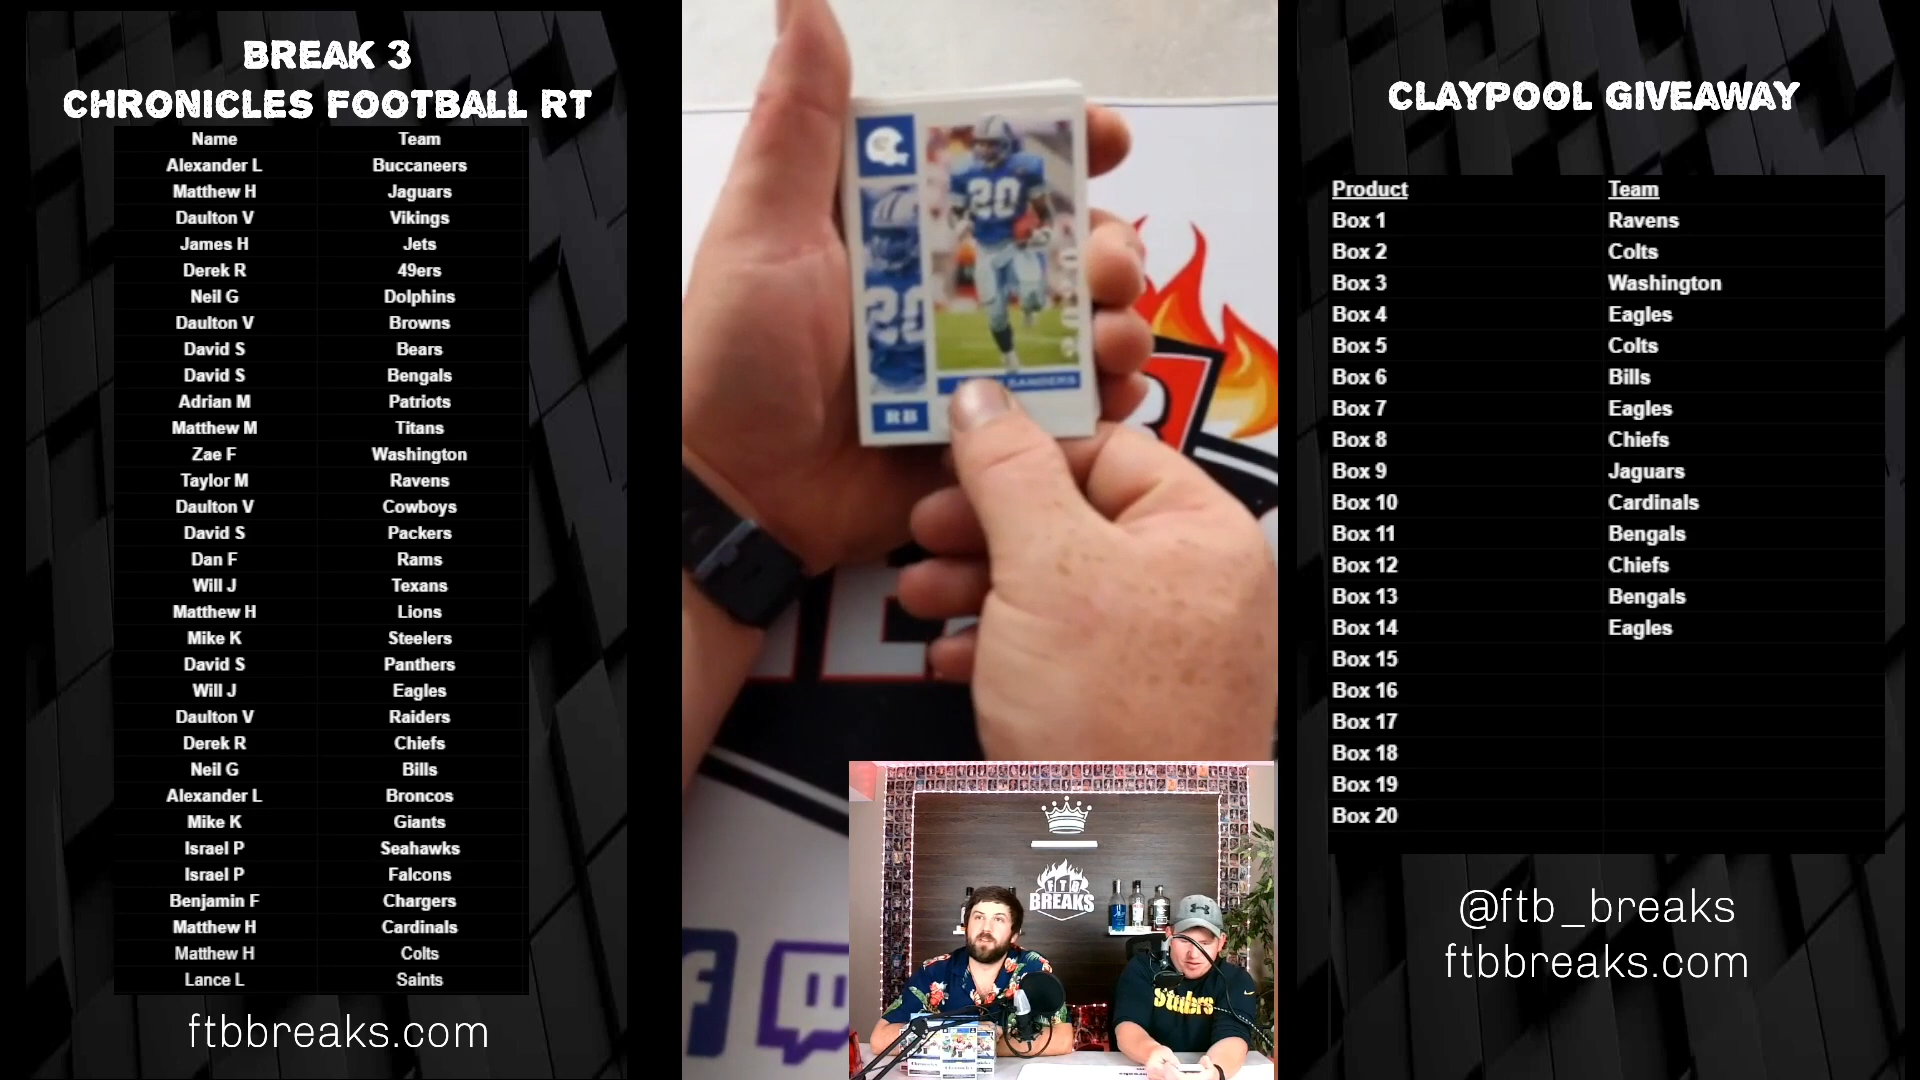 BREAK 3
CHRONICLES FOOTBALL RT
Name Team
Alexander L Buccaneers
Matthew H Jaguars
Daulton V Vikings
James H Jets
Derek R 49ers
Neil G Dolphins
Daulton V Browns
David S Bears
David S Bengals
Adrian M Patriots
Matthew M Titans
Zae F Washington
Taylor M Ravens
Daulton V Cowboys
David S Packers
Dan F Rams
Will J Texans
Matthew H Lions
Mike K Steelers
David S Panthers
Will J Eagles
Daulton V Raiders
Derek R Chiefs
Neil G Bills
Alexander L Broncos
Mike K Giants
Israel P Seahawks
Israel P Falcons
Benjamin F Chargers
Matthew H Cardinals
Matthew H Colts
Lance L Saints
ftbbreaks.com
20
20
SANDERS
RB
FTB
BREAKS
Steelers
CLAYPOOL GIVEAWAY
Product Team
Box 1 Ravens
Box 2 Colts
Box 3 Washington
Box 4 Eagles
Box 5 Colts
Box 6 Bills
Box 7 Eagles
Box 8 Chiefs
Box 9 Jaguars
Box 10 Cardinals
Box 11 Bengals
Box 12 Chiefs
Box 13 Bengals
Box 14 Eagles
Box 15
Box 16
Box 17
Box 18
Box 19
Box 20
@ftb_breaks
ftbbreaks.com